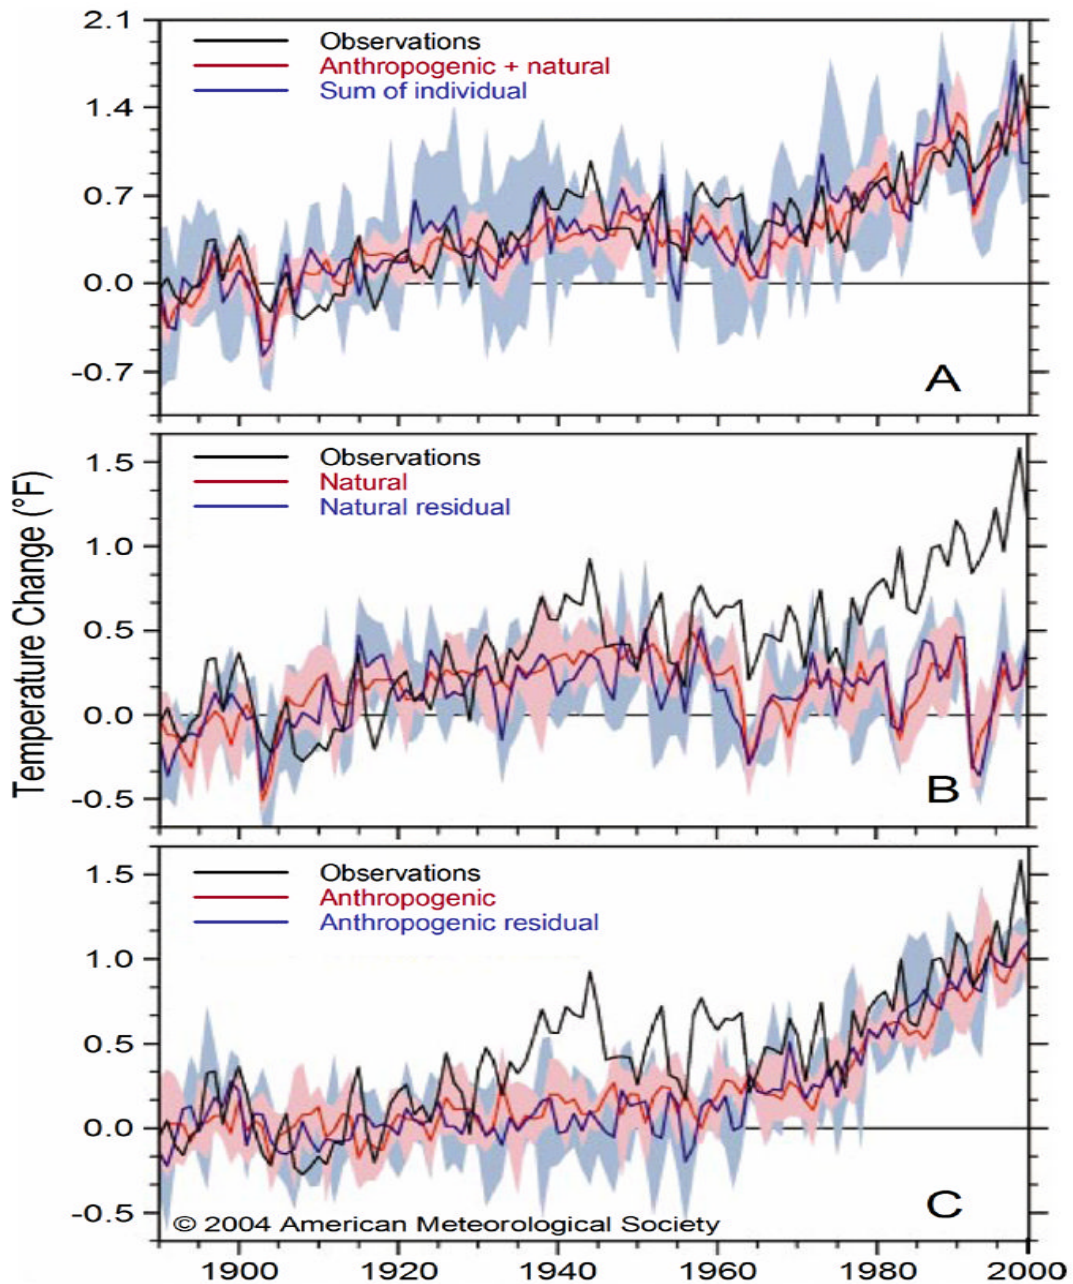 2.1
Observations
Anthropogenic + natural
Sum of individual
1.4
0.7
0.0
-0.7
A
Temperature Change (°F)
Observations
Natural
Natural residual
1.5
1.0
0.5
0.0
-0.5
B
Observations
Anthropogenic
Anthropogenic residual
1.5
1.0
0.5
0.0
-0.5
C
© 2004 American Meteorological Society
1900 1920 1940 1960 1980 2000